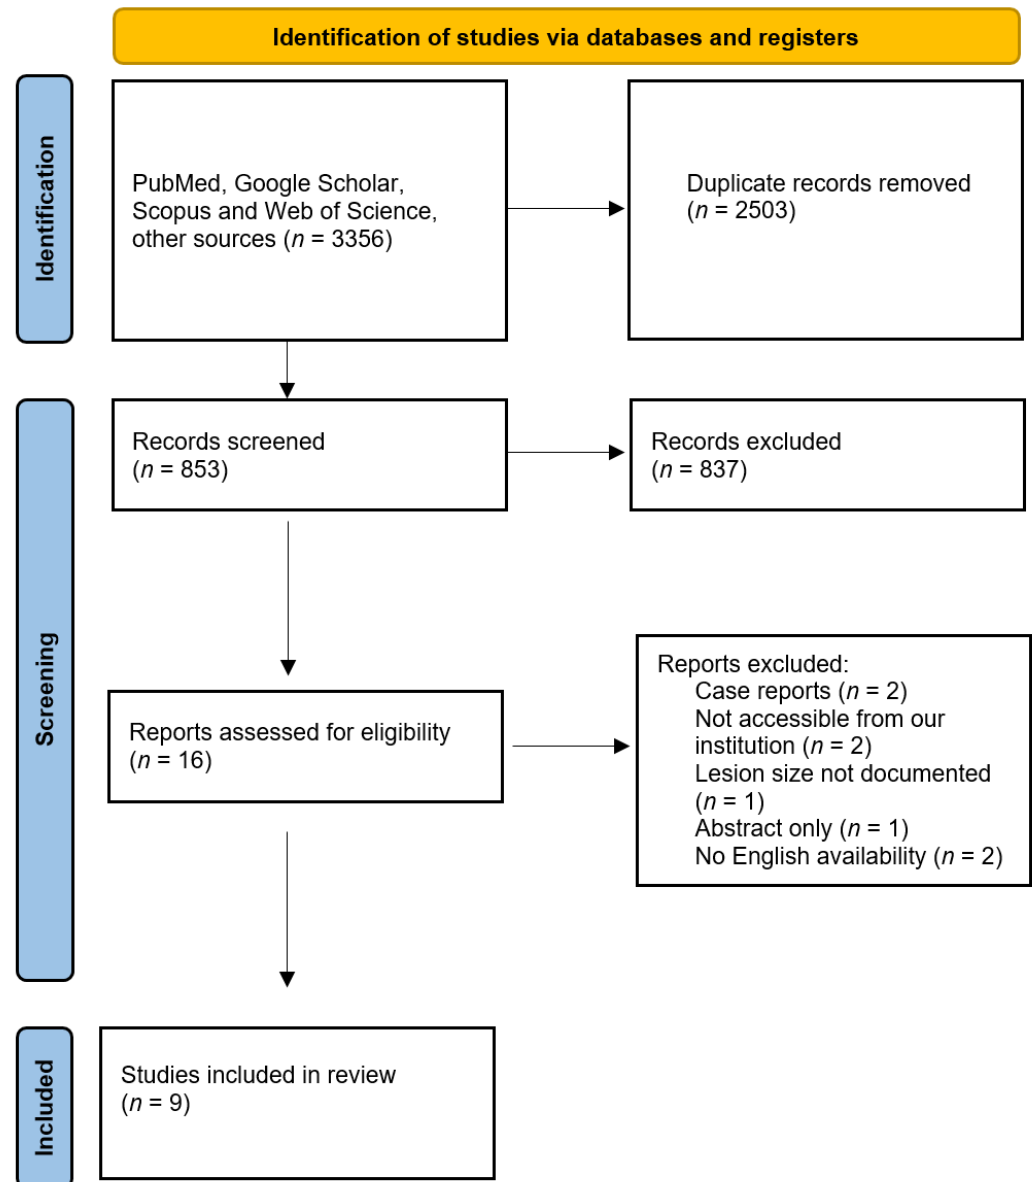 Identification of studies via databases and registers
Identification
PubMed, Google Scholar,
Scopus and Web of Science,
other sources (n = 3356)
Duplicate records removed
(n = 2503)
Screening
Records screened
(n = 853)
Records excluded
(n = 837)
Reports assessed for eligibility
(n = 16)
Reports excluded:
Case reports (n = 2)
Not accessible from our
institution (n = 2)
Lesion size not documented
(n = 1)
Abstract only (n = 1)
No English availability (n = 2)
Included
Studies included in review
(n = 9)